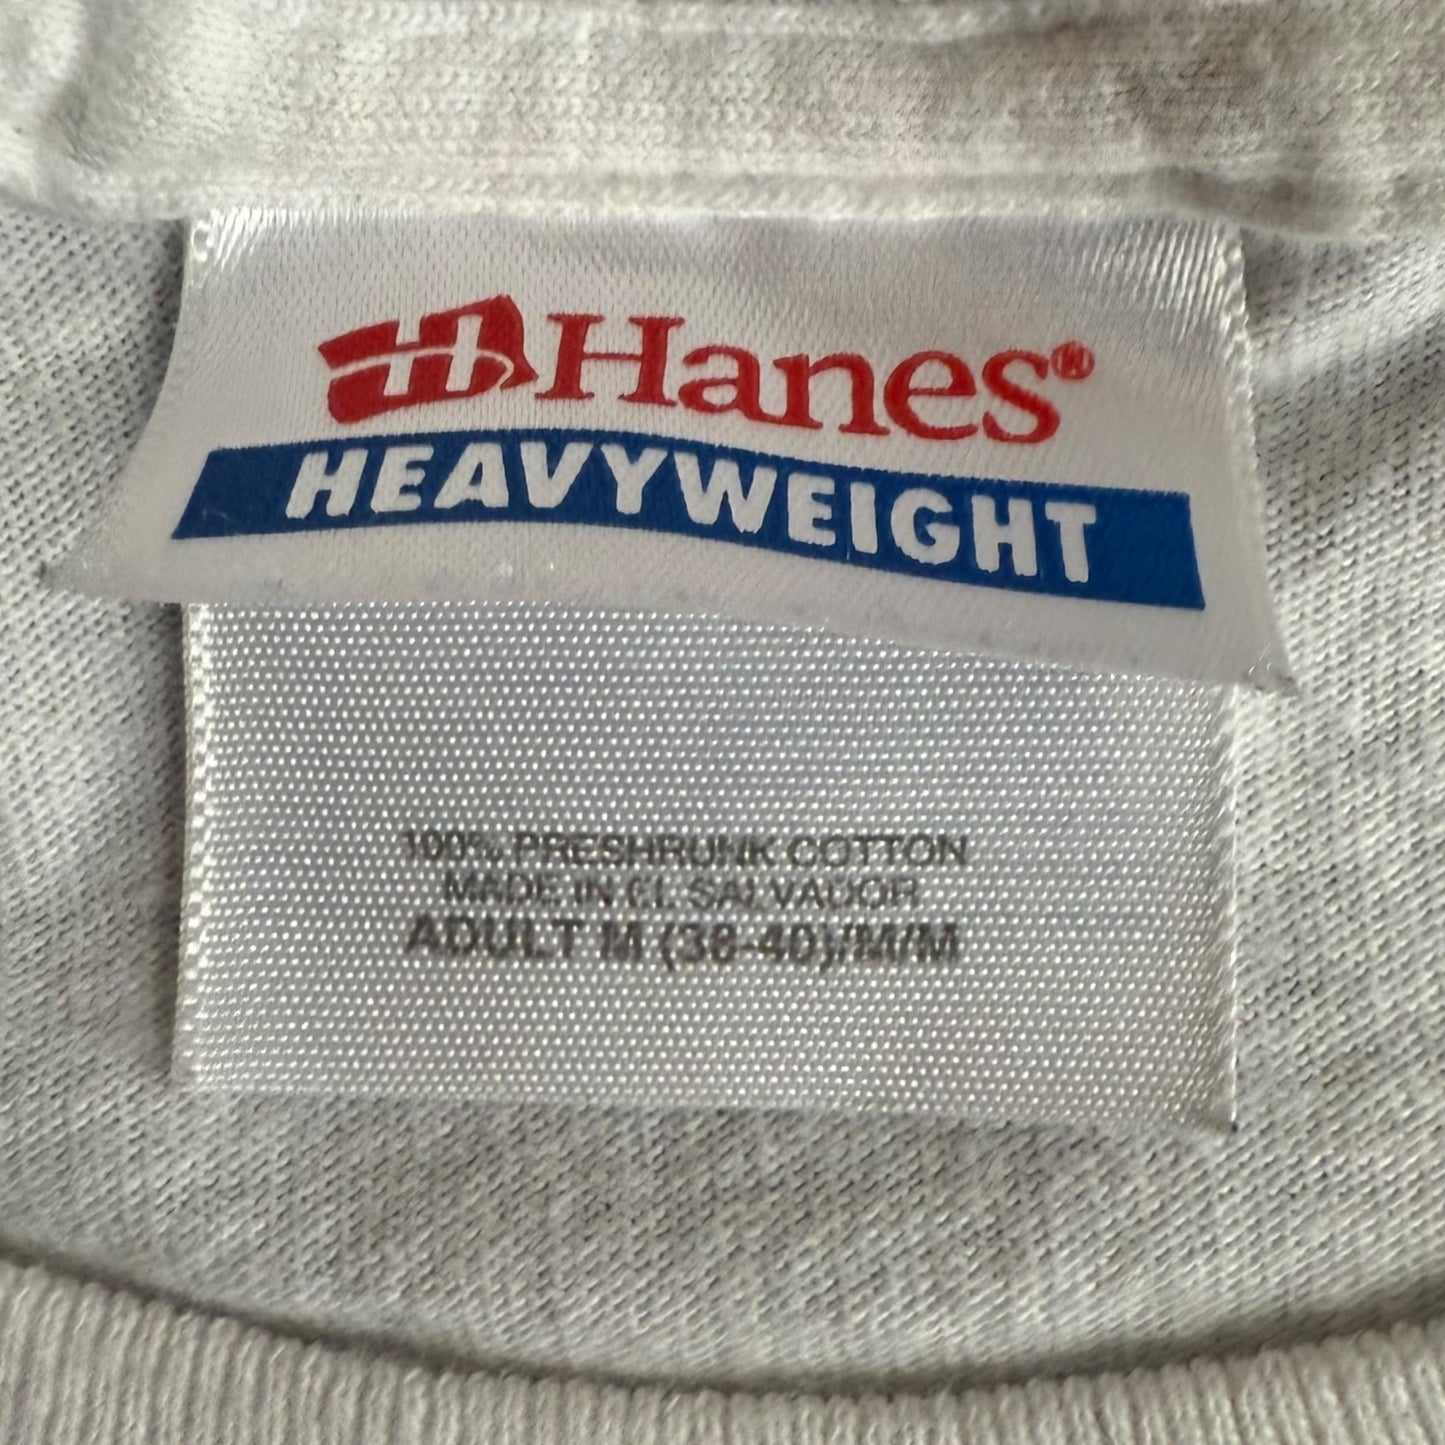 H Hanes®
HEAVYWEIGHT
100% PRESHRUNK COTTON
MADE IN EL SALVADOR
ADULT M (38-40)/M/M